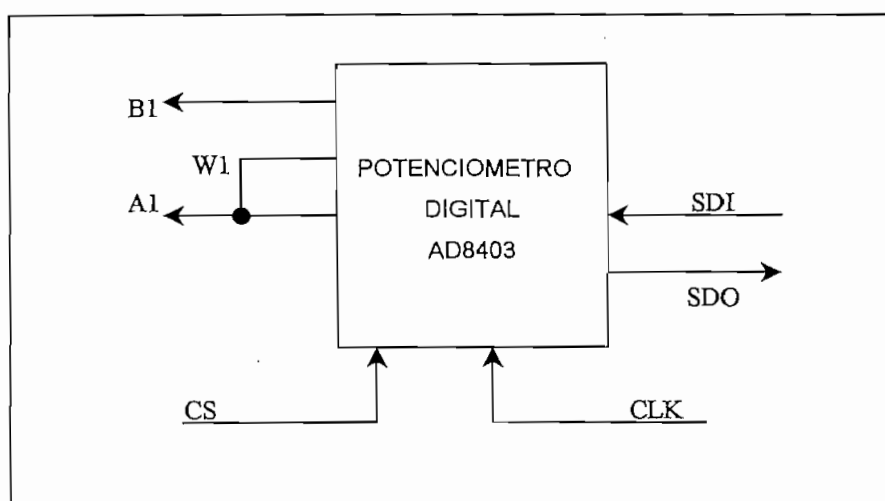 B1
W1
A1
POTENCIOMETRO
DIGITAL
AD8403
SDI
SDO
CS
CLK